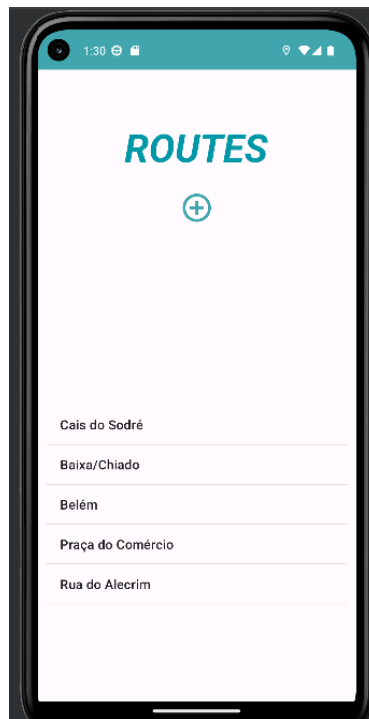 1:30
ROUTES
Cais do Sodré
Baixa/Chiado
Belém
Praça do Comércio
Rua do Alecrim